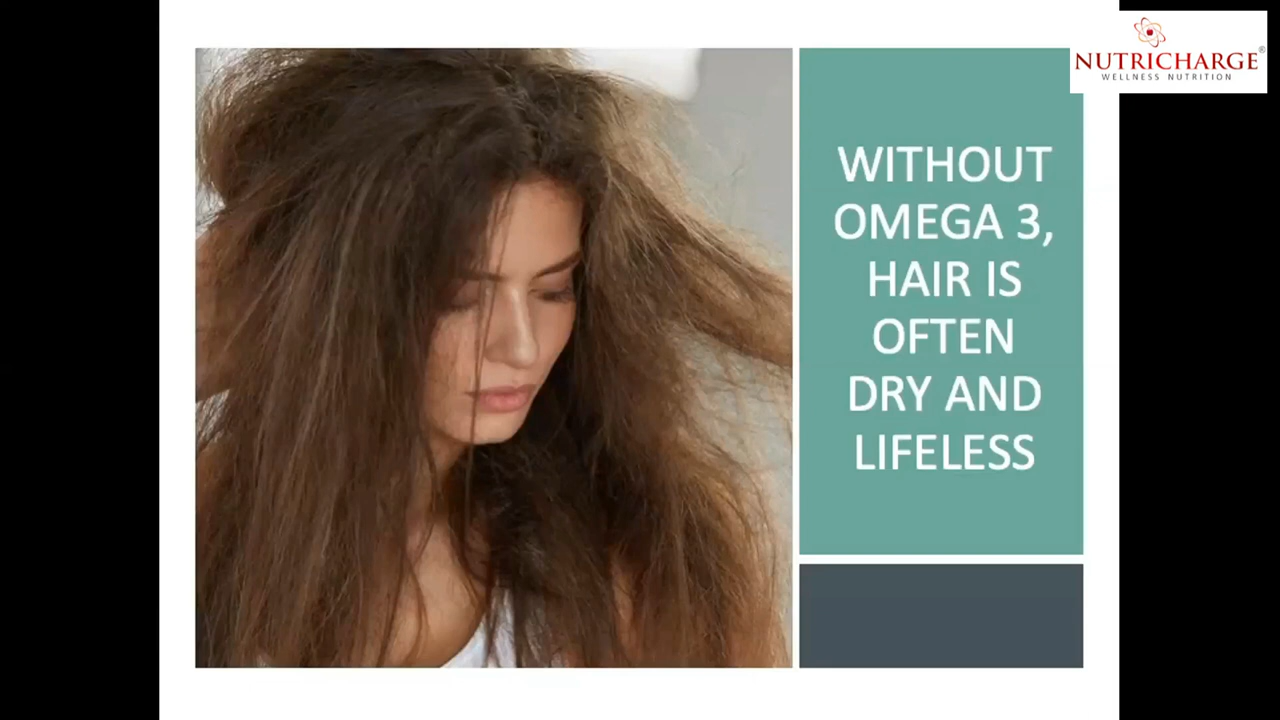 NUTRICHARGE®
WELLNESS NUTRITION
WITHOUT
OMEGA 3,
HAIR IS
OFTEN
DRY AND
LIFELESS